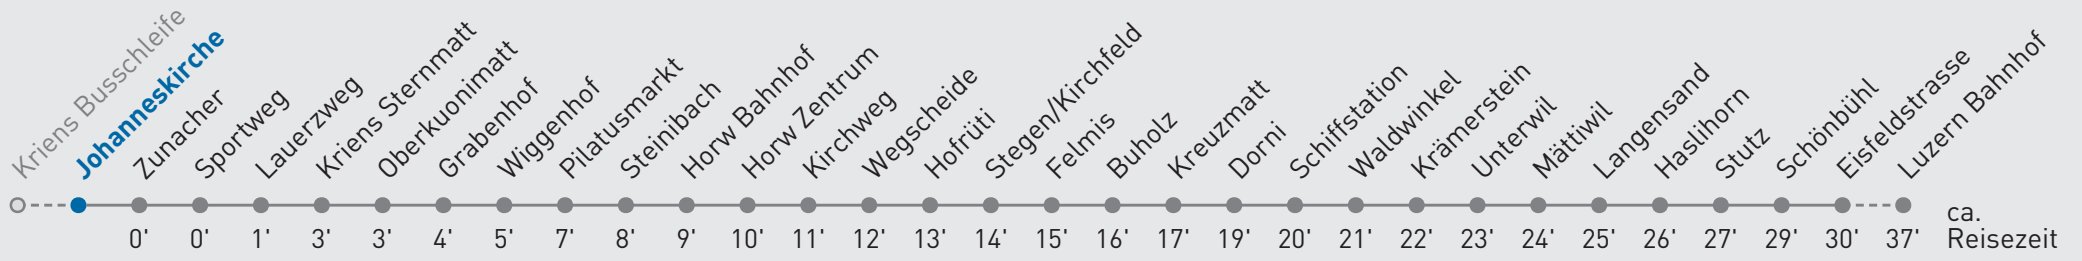 Kriens Busschleife
Johanneskirche
Zunacher
Sportweg
Lauerzweg
Kriens Sternmatt
Oberkuonimatt
Grabenhof
Wiggenhof
Pilatusmarkt
Steinibach
Horw Bahnhof
Horw Zentrum
Kirchweg
Wegscheide
Hofrüti
Stegen/Kirchfeld
Felmis
Buholz
Kreuzmatt
Dorni
Schiffstation
Waldwinkel
Krämerstein
Unterwil
Mättiwil
Langensand
Haslihorn
Stutz
Schönbühl
Eisfeldstrasse
Luzern Bahnhof
0' 0' 1' 3' 3' 4' 5' 7' 8' 9' 10' 11' 12' 13' 14' 15' 16' 17' 19' 20' 21' 22' 23' 24' 25' 26' 27' 29' 30' 37'
ca.
Reisezeit